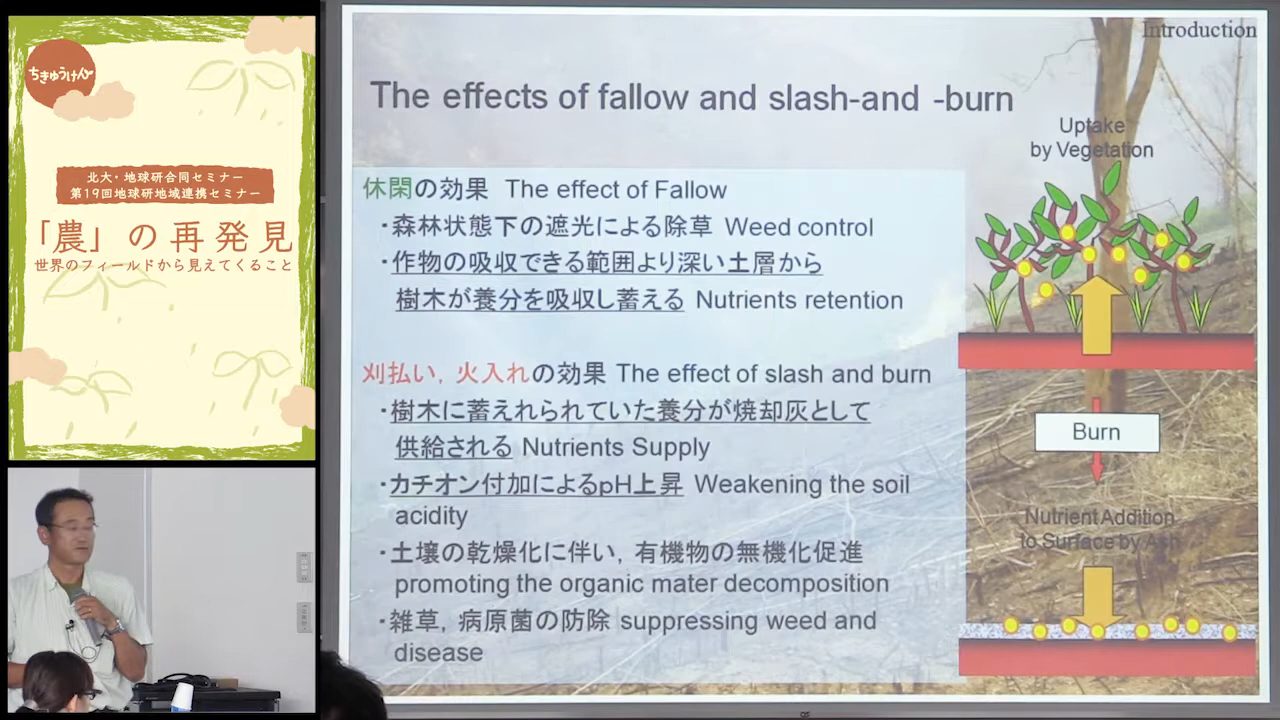 ちきゅうけん
北大・地球研合同セミナー
第19回地球研地域連携セミナー
「農」の再発見
世界のフィールドから見えてくること
Introduction
The effects of fallow and slash-and -burn
休閑の効果 The effect of Fallow
・森林状態下の遮光による除草 Weed control
・作物の吸収できる範囲より深い土層から
樹木が養分を吸収し蓄える Nutrients retention
刈払い，火入れの効果 The effect of slash and burn
・樹木に蓄えれられていた養分が焼却灰として
供給される Nutrients Supply
・カチオン付加によるpH上昇 Weakening the soil
acidity
・土壌の乾燥化に伴い，有機物の無機化促進
promoting the organic mater decomposition
・雑草，病原菌の防除 suppressing weed and
disease
Uptake
by Vegetation
Burn
Nutrient Addition
to Surface by Ash